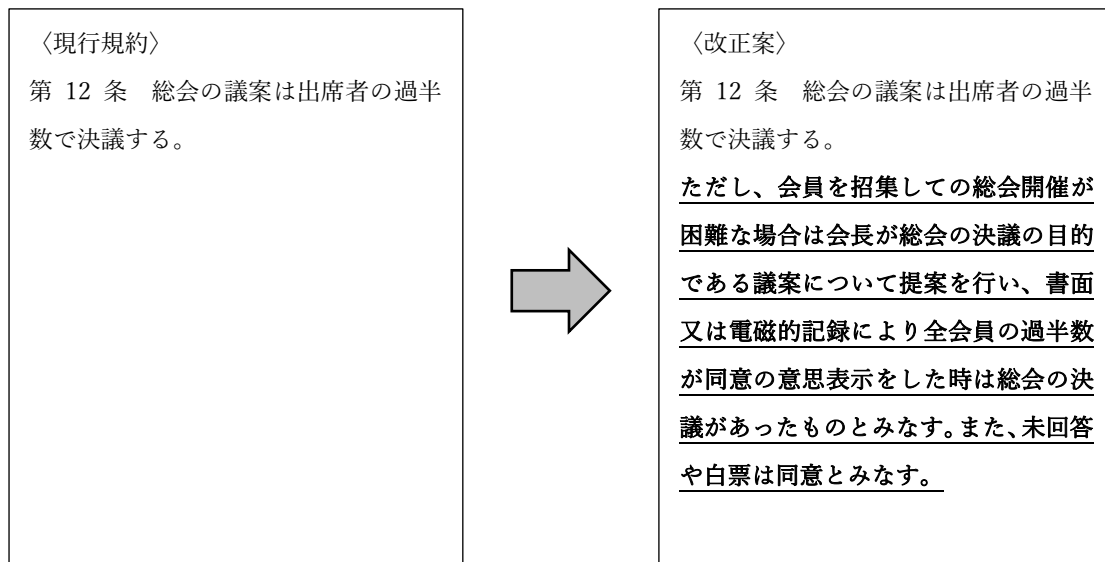 〈現行規約〉
第 12 条　総会の議案は出席者の過半
数で決議する。
〈改正案〉
第 12 条　総会の議案は出席者の過半
数で決議する。
ただし、会員を招集しての総会開催が
困難な場合は会長が総会の決議の目的
である議案について提案を行い、書面
又は電磁的記録により全会員の過半数
が同意の意思表示をした時は総会の決
議があったものとみなす。また、未回答
や白票は同意とみなす。